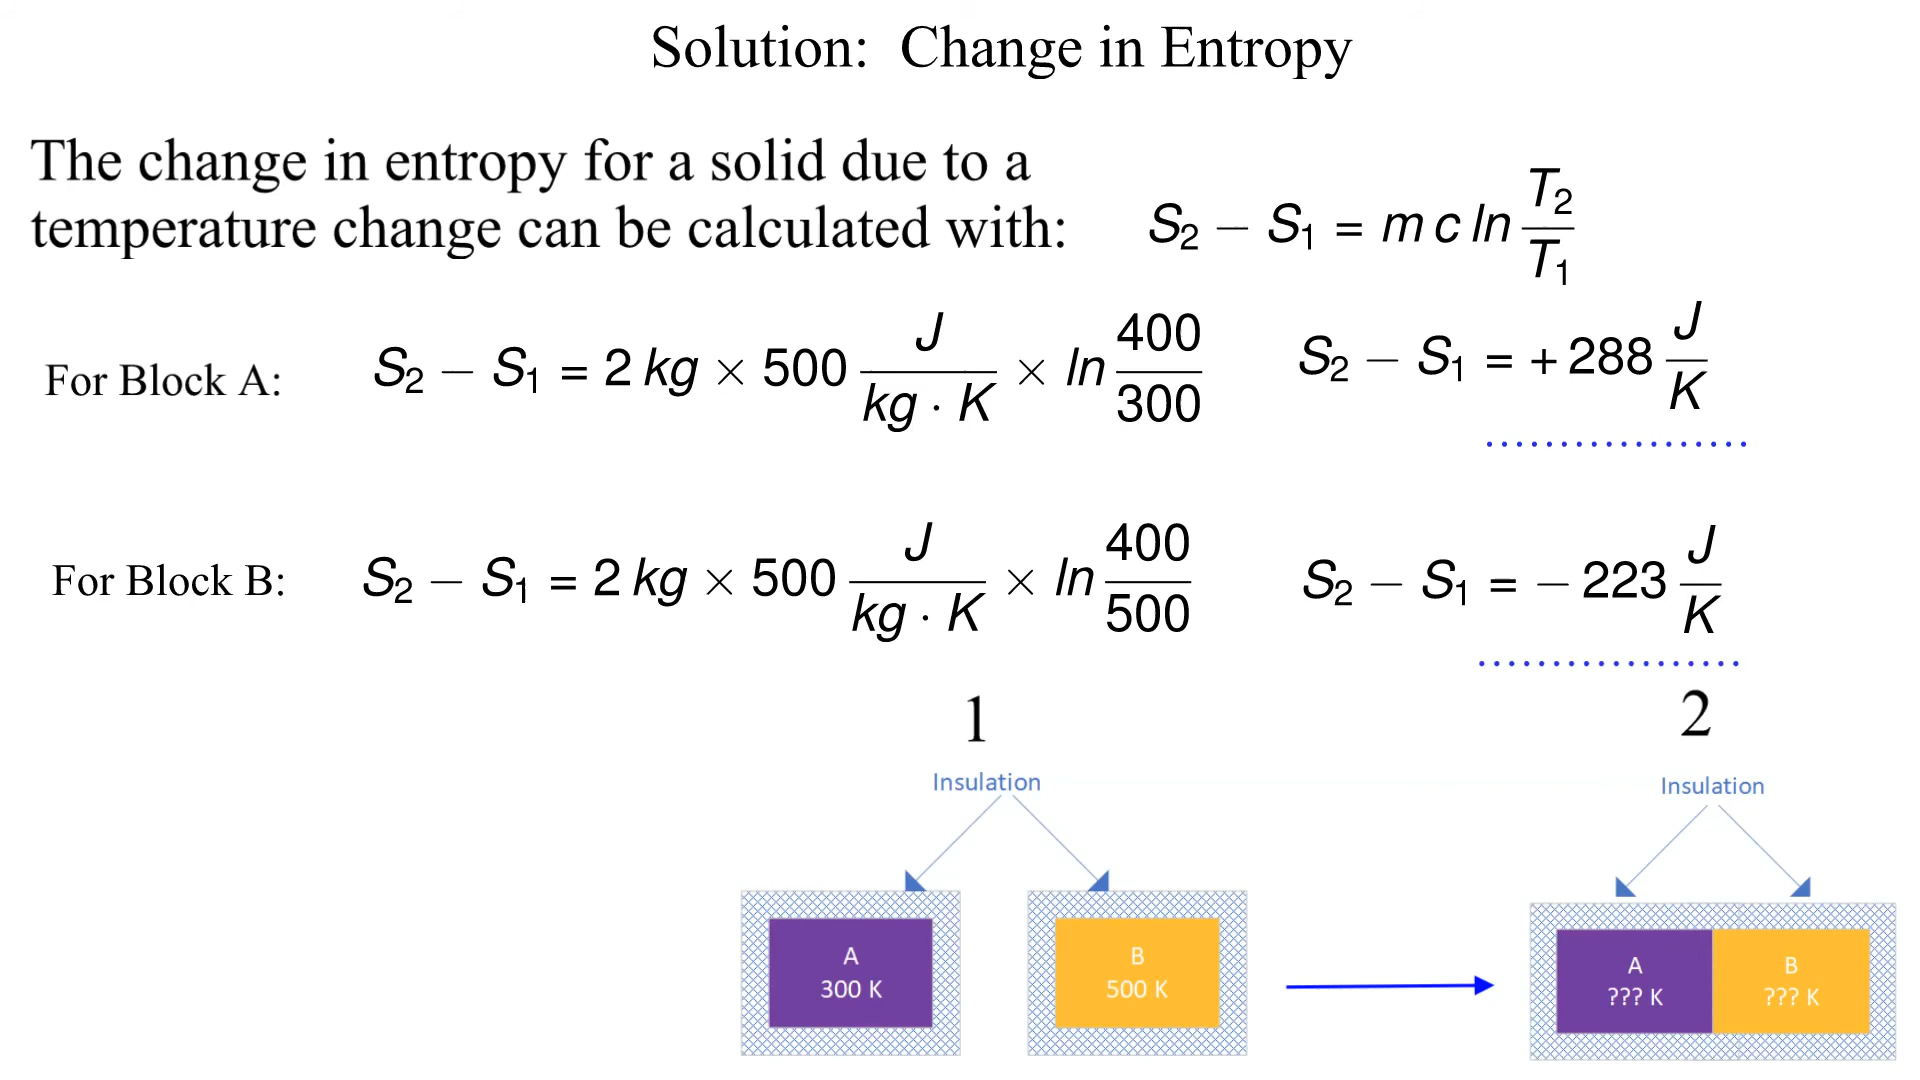 Solution: Change in Entropy
The change in entropy for a solid due to a
temperature change can be calculated with:
S₂ − S₁ = m c ln T₂/T₁
For Block A:
S₂ − S₁ = 2 kg × 500 J/(kg · K) × ln 400/300
S₂ − S₁ = + 288 J/K
For Block B:
S₂ − S₁ = 2 kg × 500 J/(kg · K) × ln 400/500
S₂ − S₁ = − 223 J/K
1
2
Insulation
Insulation
A
300 K
B
500 K
A
??? K
B
??? K